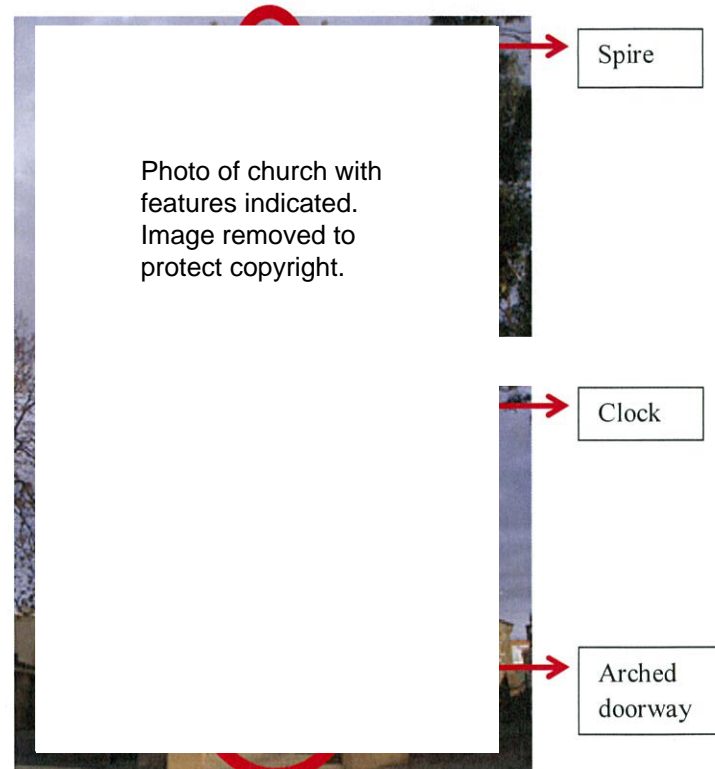 Spire
Photo of church with
features indicated.
Image removed to
protect copyright.
Clock
Arched
doorway